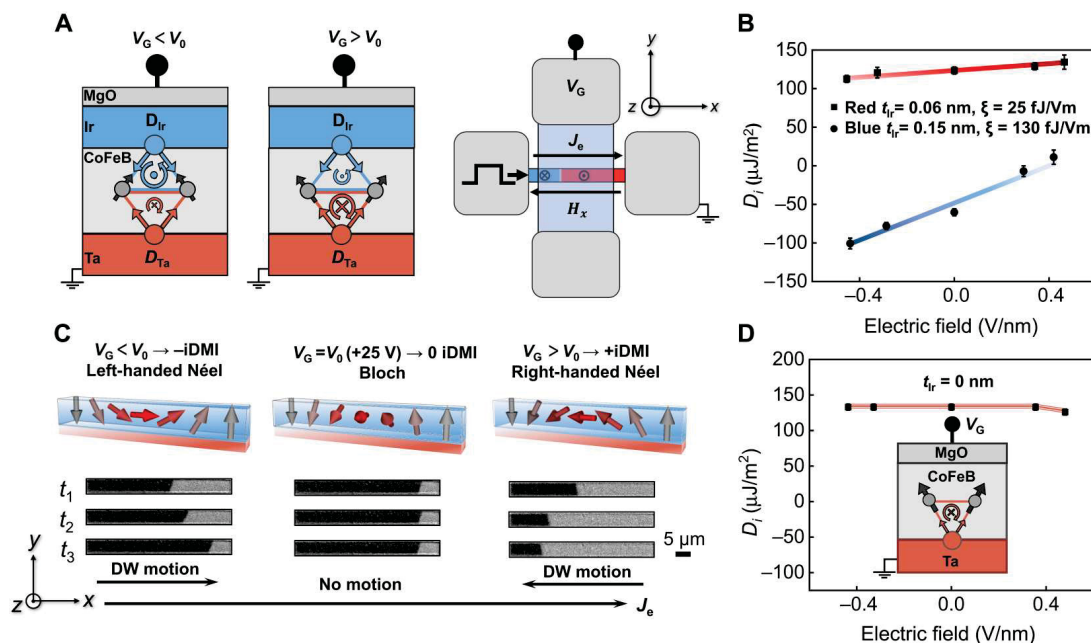 A
V_G < V_0
V_G > V_0
MgO
Ir
D_Ir
D_Ir
CoFeB
Ta
D_Ta
D_Ta
V_G
J_e
H_x
y
z
x
B
150
100
50
0
−50
−100
−150
D_i (µJ/m²)
Red t_Ir= 0.06 nm, ξ = 25 fJ/Vm
Blue t_Ir= 0.15 nm, ξ = 130 fJ/Vm
−0.4
0.0
0.4
Electric field (V/nm)
C
V_G < V_0 → −iDMI
Left-handed Néel
V_G = V_0 (+25 V) → 0 iDMI
Bloch
V_G > V_0 → +iDMI
Right-handed Néel
t_1
t_2
t_3
5 µm
DW motion
No motion
DW motion
J_e
y
z
x
D
200
150
100
50
0
−50
−100
D_i (µJ/m²)
t_Ir = 0 nm
V_G
MgO
CoFeB
Ta
−0.4
0.0
0.4
Electric field (V/nm)